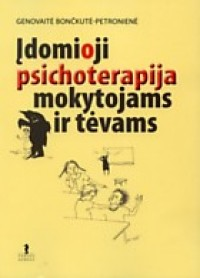 GENOVAITĖ BONČKUTĖ-PETRONIENĖ
Įdomioji
psichoterapija
mokytojams
ir tėvams